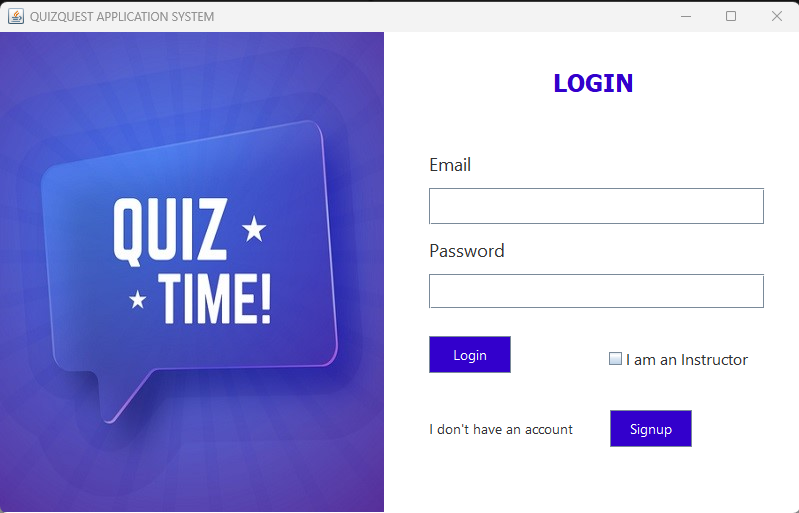 QUIZQUEST APPLICATION SYSTEM
QUIZ
TIME!
LOGIN
Email
Password
Login
I am an Instructor
I don't have an account
Signup